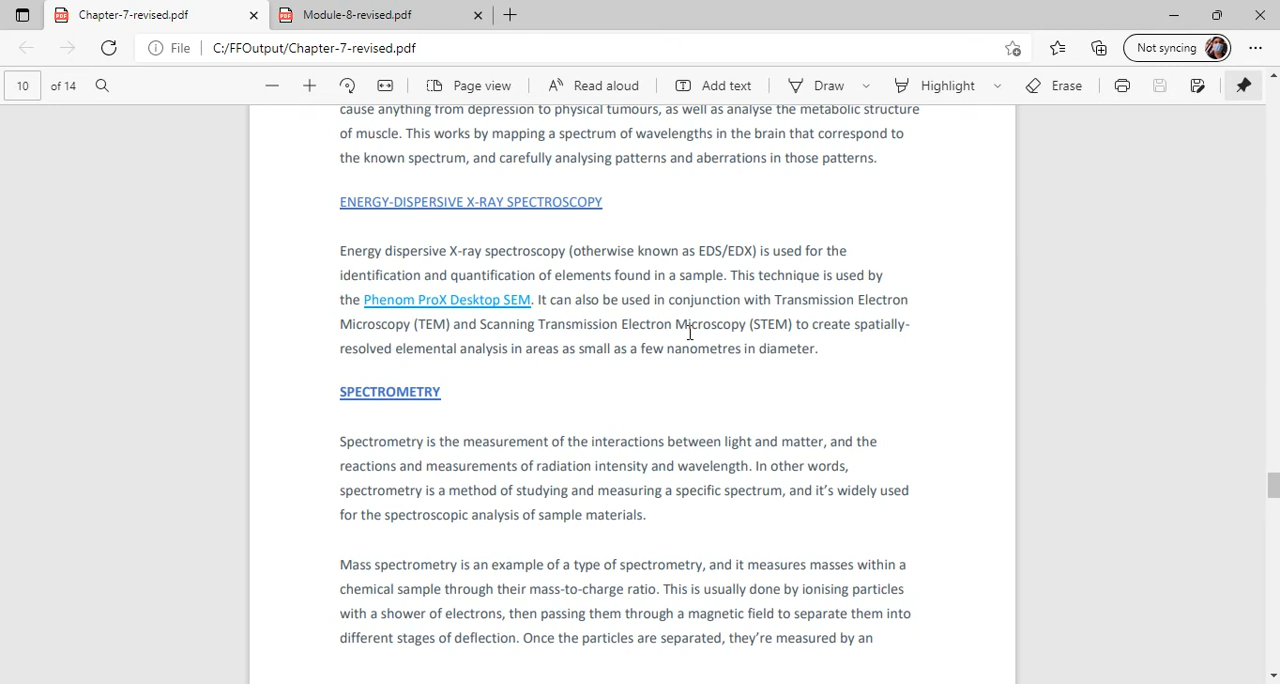 Chapter-7-revised.pdf
Module-8-revised.pdf
File
C:/FFOutput/Chapter-7-revised.pdf
Not syncing
10 of 14
Page view
Read aloud
Add text
Draw
Highlight
Erase
cause anything from depression to physical tumours, as well as analyse the metabolic structure
of muscle. This works by mapping a spectrum of wavelengths in the brain that correspond to
the known spectrum, and carefully analysing patterns and aberrations in those patterns.
ENERGY-DISPERSIVE X-RAY SPECTROSCOPY
Energy dispersive X-ray spectroscopy (otherwise known as EDS/EDX) is used for the
identification and quantification of elements found in a sample. This technique is used by
the Phenom ProX Desktop SEM. It can also be used in conjunction with Transmission Electron
Microscopy (TEM) and Scanning Transmission Electron Microscopy (STEM) to create spatially-
resolved elemental analysis in areas as small as a few nanometres in diameter.
SPECTROMETRY
Spectrometry is the measurement of the interactions between light and matter, and the
reactions and measurements of radiation intensity and wavelength. In other words,
spectrometry is a method of studying and measuring a specific spectrum, and it's widely used
for the spectroscopic analysis of sample materials.
Mass spectrometry is an example of a type of spectrometry, and it measures masses within a
chemical sample through their mass-to-charge ratio. This is usually done by ionising particles
with a shower of electrons, then passing them through a magnetic field to separate them into
different stages of deflection. Once the particles are separated, they're measured by an